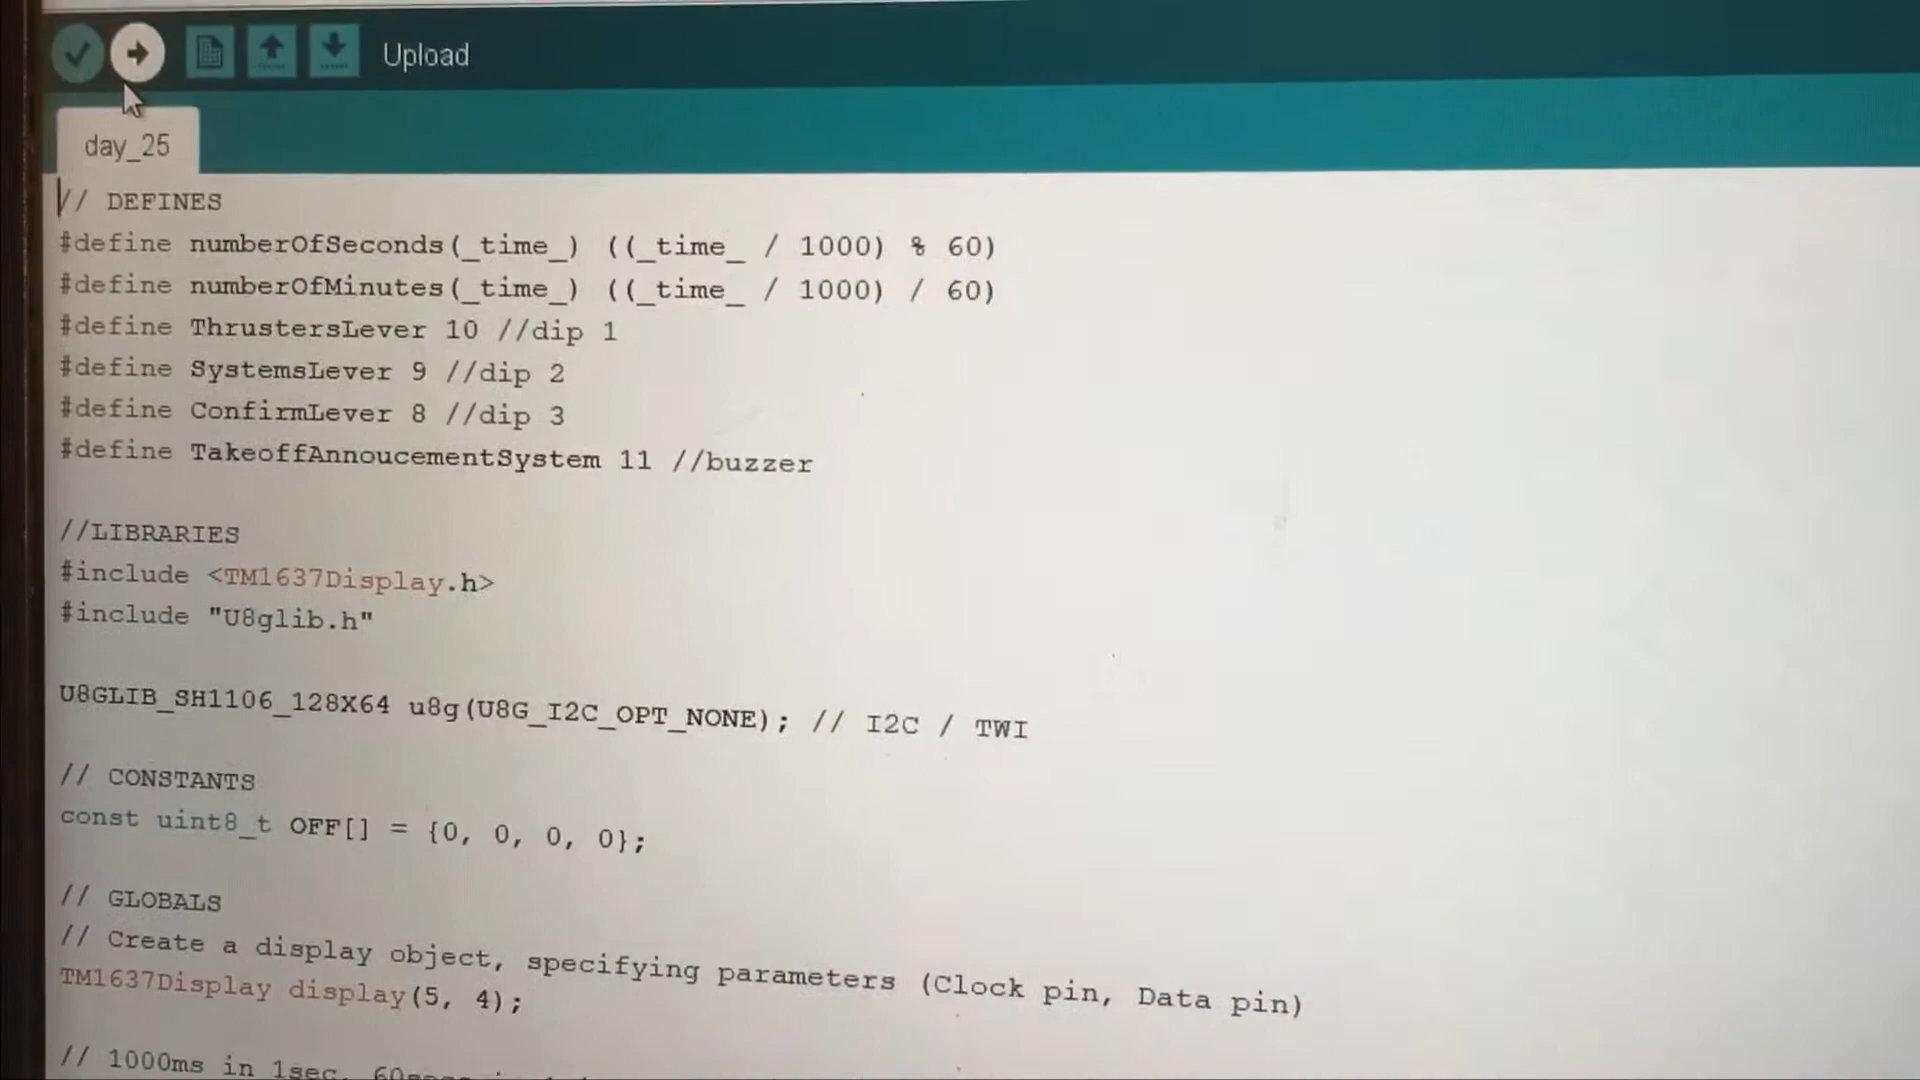 Upload
day_25
// DEFINES
#define numberOfSeconds(_time_) ((_time_ / 1000) % 60)
#define numberOfMinutes(_time_) ((_time_ / 1000) / 60)
#define ThrustersLever 10 //dip 1
#define SystemsLever 9 //dip 2
#define ConfirmLever 8 //dip 3
#define TakeoffAnnoucementSystem 11 //buzzer
//LIBRARIES
#include <TM1637Display.h>
#include "U8glib.h"
U8GLIB_SH1106_128X64 u8g(U8G_I2C_OPT_NONE); // I2C / TWI
// CONSTANTS
const uint8_t OFF[] = {0, 0, 0, 0};
// GLOBALS
// Create a display object, specifying parameters (Clock pin, Data pin)
TM1637Display display(5, 4);
// 1000ms in 1sec,